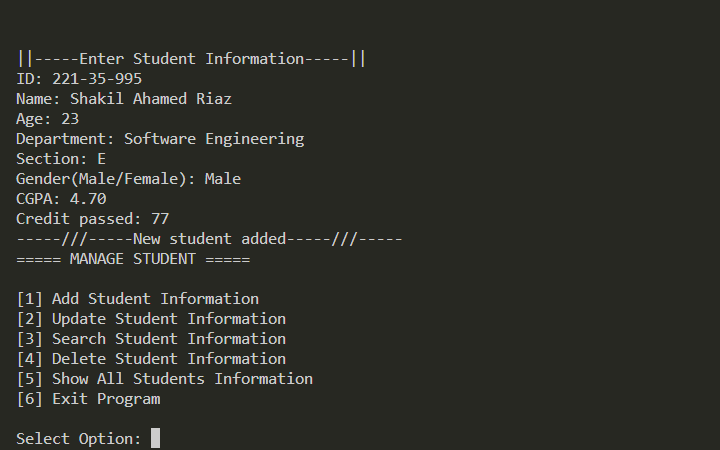 ||-----Enter Student Information-----||
ID: 221-35-995
Name: Shakil Ahamed Riaz
Age: 23
Department: Software Engineering
Section: E
Gender(Male/Female): Male
CGPA: 4.70
Credit passed: 77
-----///-----New student added-----///-----
===== MANAGE STUDENT =====
[1] Add Student Information
[2] Update Student Information
[3] Search Student Information
[4] Delete Student Information
[5] Show All Students Information
[6] Exit Program
Select Option: